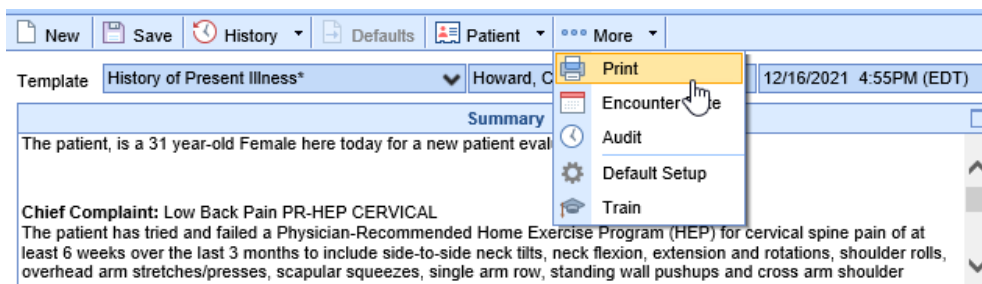 New Save History Defaults Patient More
Template History of Present Illness* Howard, C 12/16/2021 4:55PM (EDT)
Print
Encounter
Audit
Default Setup
Train
Summary
The patient, is a 31 year-old Female here today for a new patient
Chief Complaint: Low Back Pain PR-HEP CERVICAL
The patient has tried and failed a Physician-Recommended Home Exercise Program (HEP) for cervical spine pain of at
least 6 weeks over the last 3 months to include side-to-side neck tilts, neck flexion, extension and rotations, shoulder rolls,
overhead arm stretches/presses, scapular squeezes, single arm row, standing wall pushups and cross arm shoulder